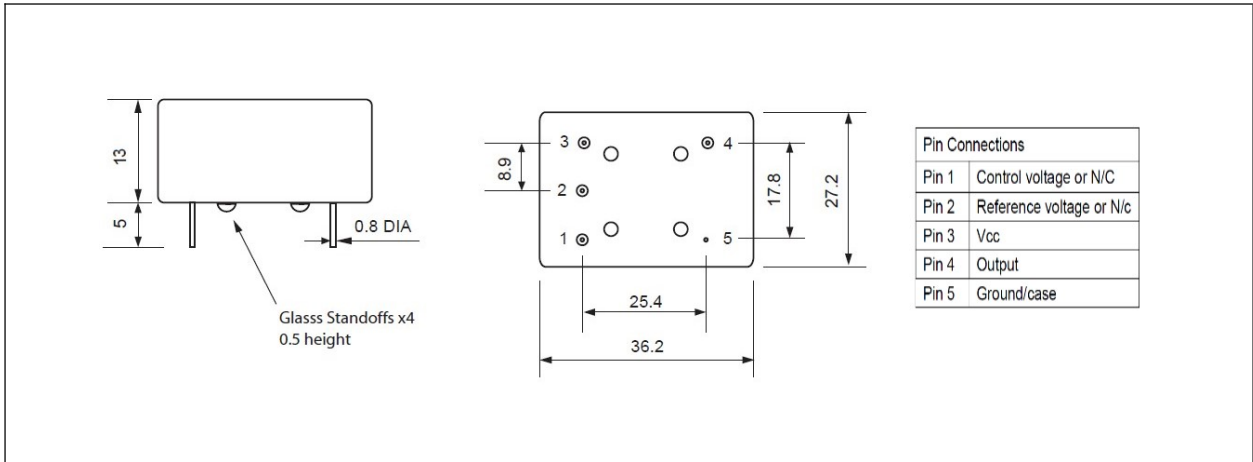 13
5
0.8 DIA
Glasss Standoffs x4
0.5 height
3
4
8.9
2
17.8
27.2
1
5
25.4
36.2
Pin Connections
Pin 1 Control voltage or N/C
Pin 2 Reference voltage or N/c
Pin 3 Vcc
Pin 4 Output
Pin 5 Ground/case